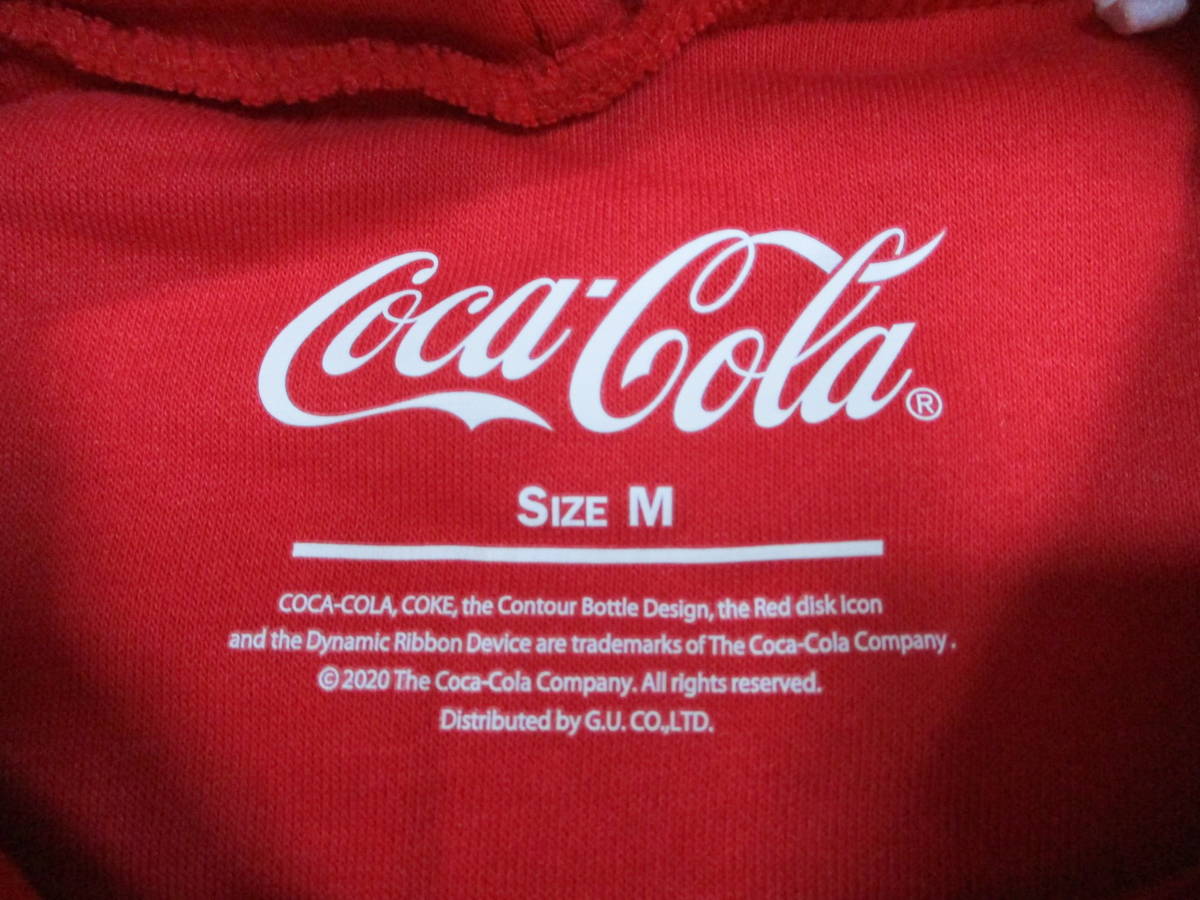 Coca-Cola®
SIZE M
COCA-COLA, COKE, the Contour Bottle Design, the Red disk Icon
and the Dynamic Ribbon Device are trademarks of The Coca-Cola Company.
© 2020 The Coca-Cola Company. All rights reserved.
Distributed by G.U. CO.,LTD.